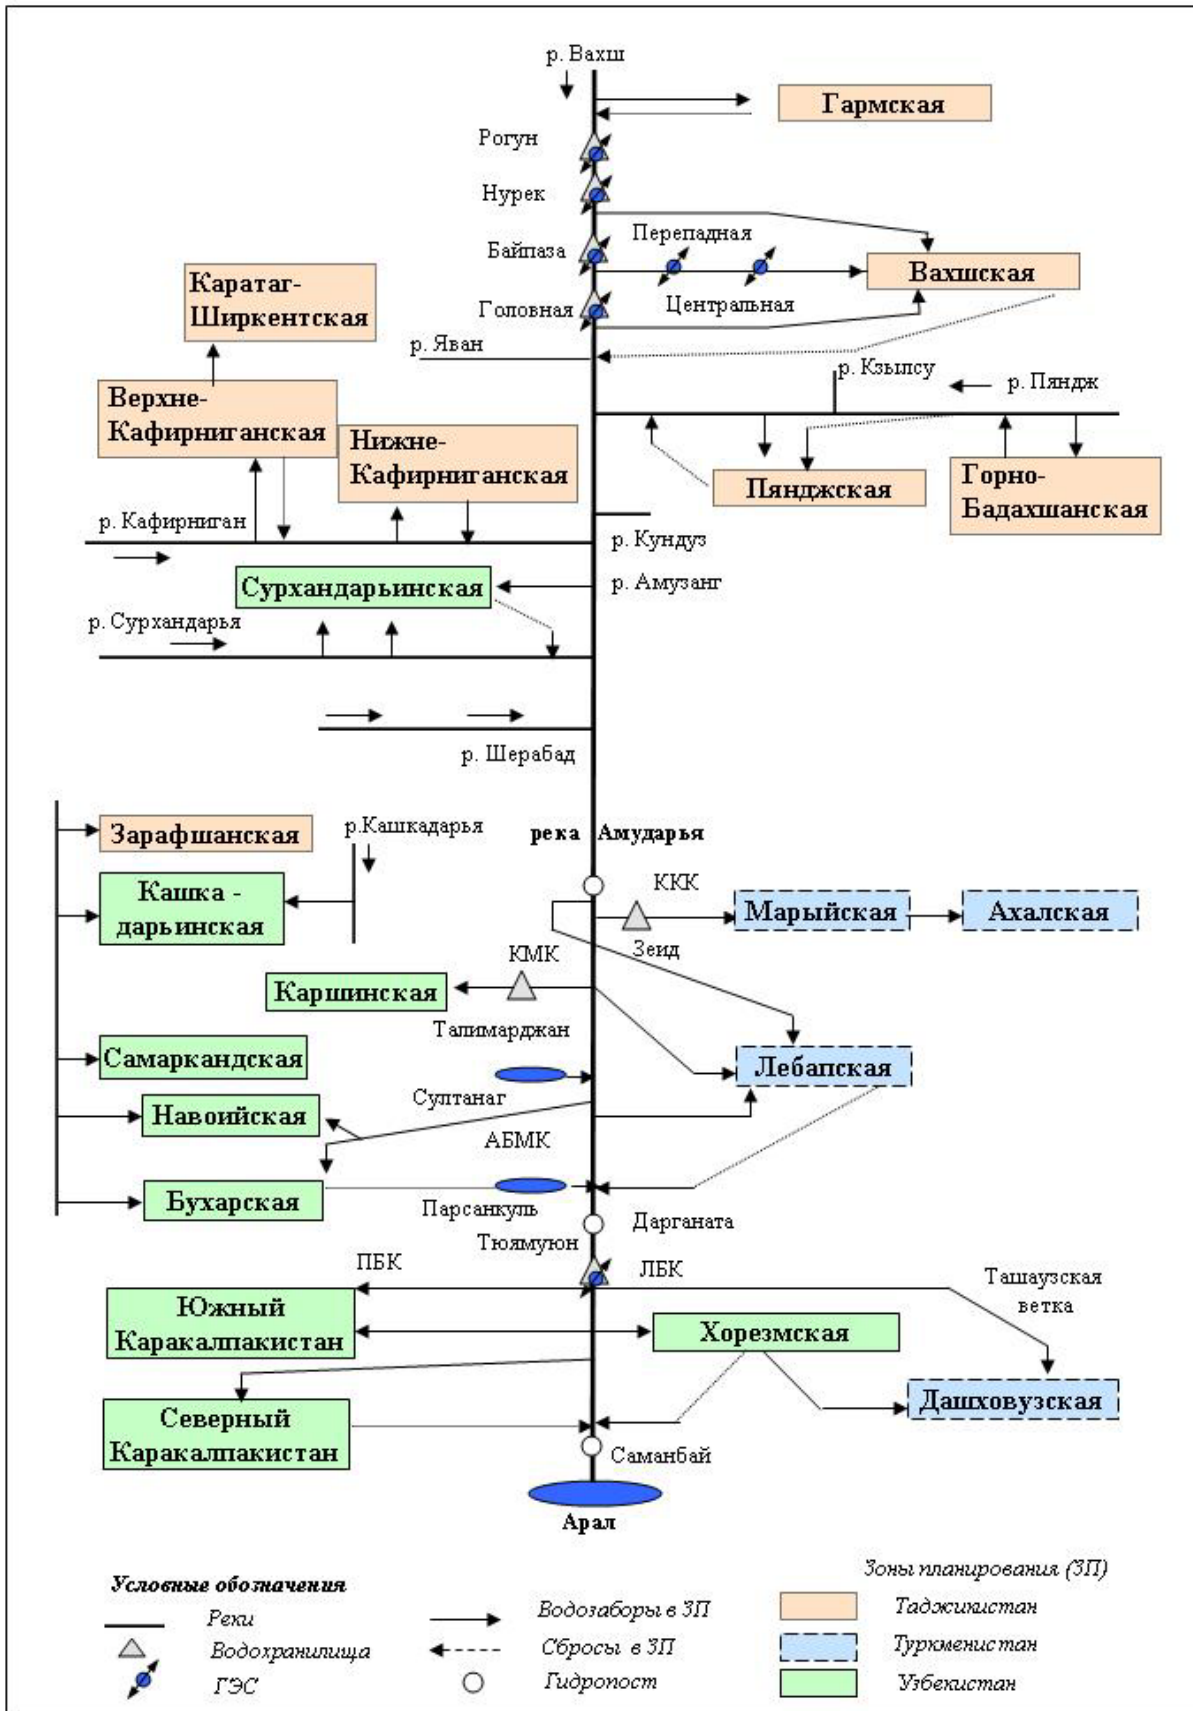 р. Вахш
Гармская
Рогун
Нурек
Байпаза
Перепадная
Вахшская
Головная
Центральная
Каратаг-
Ширкентская
р. Яван
р. Кзылсу
р. Пяндж
Верхне-
Кафирниганская
Нижне-
Кафирниганская
Пянджская
Горно-
Бадахшанская
р. Кафирниган
р. Кундуз
Сурхандарьинская
р. Амузанг
р. Сурхандарья
р. Шерабад
Зарафшанская
р.Кашкадарья
река Амударья
Кашка -
дарьинская
ККК
Марыйская
Ахалская
Зеид
КМК
Каршинская
Талимарджан
Самаркандская
Лебапская
Султанаг
Навоийская
АБМК
Бухарская
Парсанкуль
Дарганата
Тюямуюн
ПБК
ЛБК
Ташаузская
ветка
Южный
Каракалпакистан
Хорезмская
Дашховузская
Северный
Каракалпакистан
Саманбай
Арал
Условные обозначения
Реки
Водохранилища
ГЭС
Водозаборы в ЗП
Сбросы в ЗП
Гидропост
Зоны планирования (ЗП)
Таджикистан
Туркменистан
Узбекистан